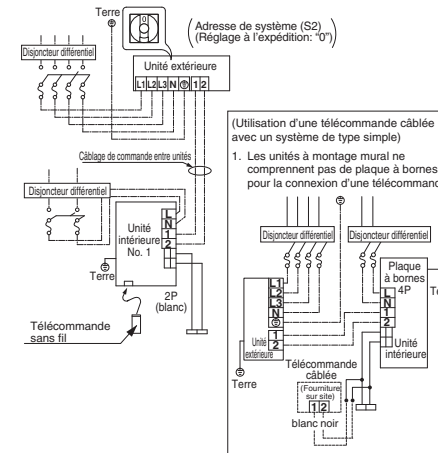 Terre
0
Adresse de système (S2)
(Réglage à l'expédition: "0")
Disjoncteur différentiel
Unité extérieure
L1 L2 L3 N 1 2
Câblage de commande entre unités
Disjoncteur différentiel
L
N
1
2
Unité
intérieure
No. 1
Terre
2P
(blanc)
Télécommande
sans fil
(Utilisation d'une télécommande câblée
avec un système de type simple)
1. Les unités à montage mural ne
comprennent pas de plaque à bornes
pour la connexion d'une télécommand
Disjoncteur différentiel
Disjoncteur différentiel
L1
L2
L3
N
1
2
Unité
extérieure
Terre
Plaque
à bornes
4P
L
N
1
2
Unité
intérieure
Te
Télécommande
câblée
(Fourniture
sur site)
1 2
blanc noir